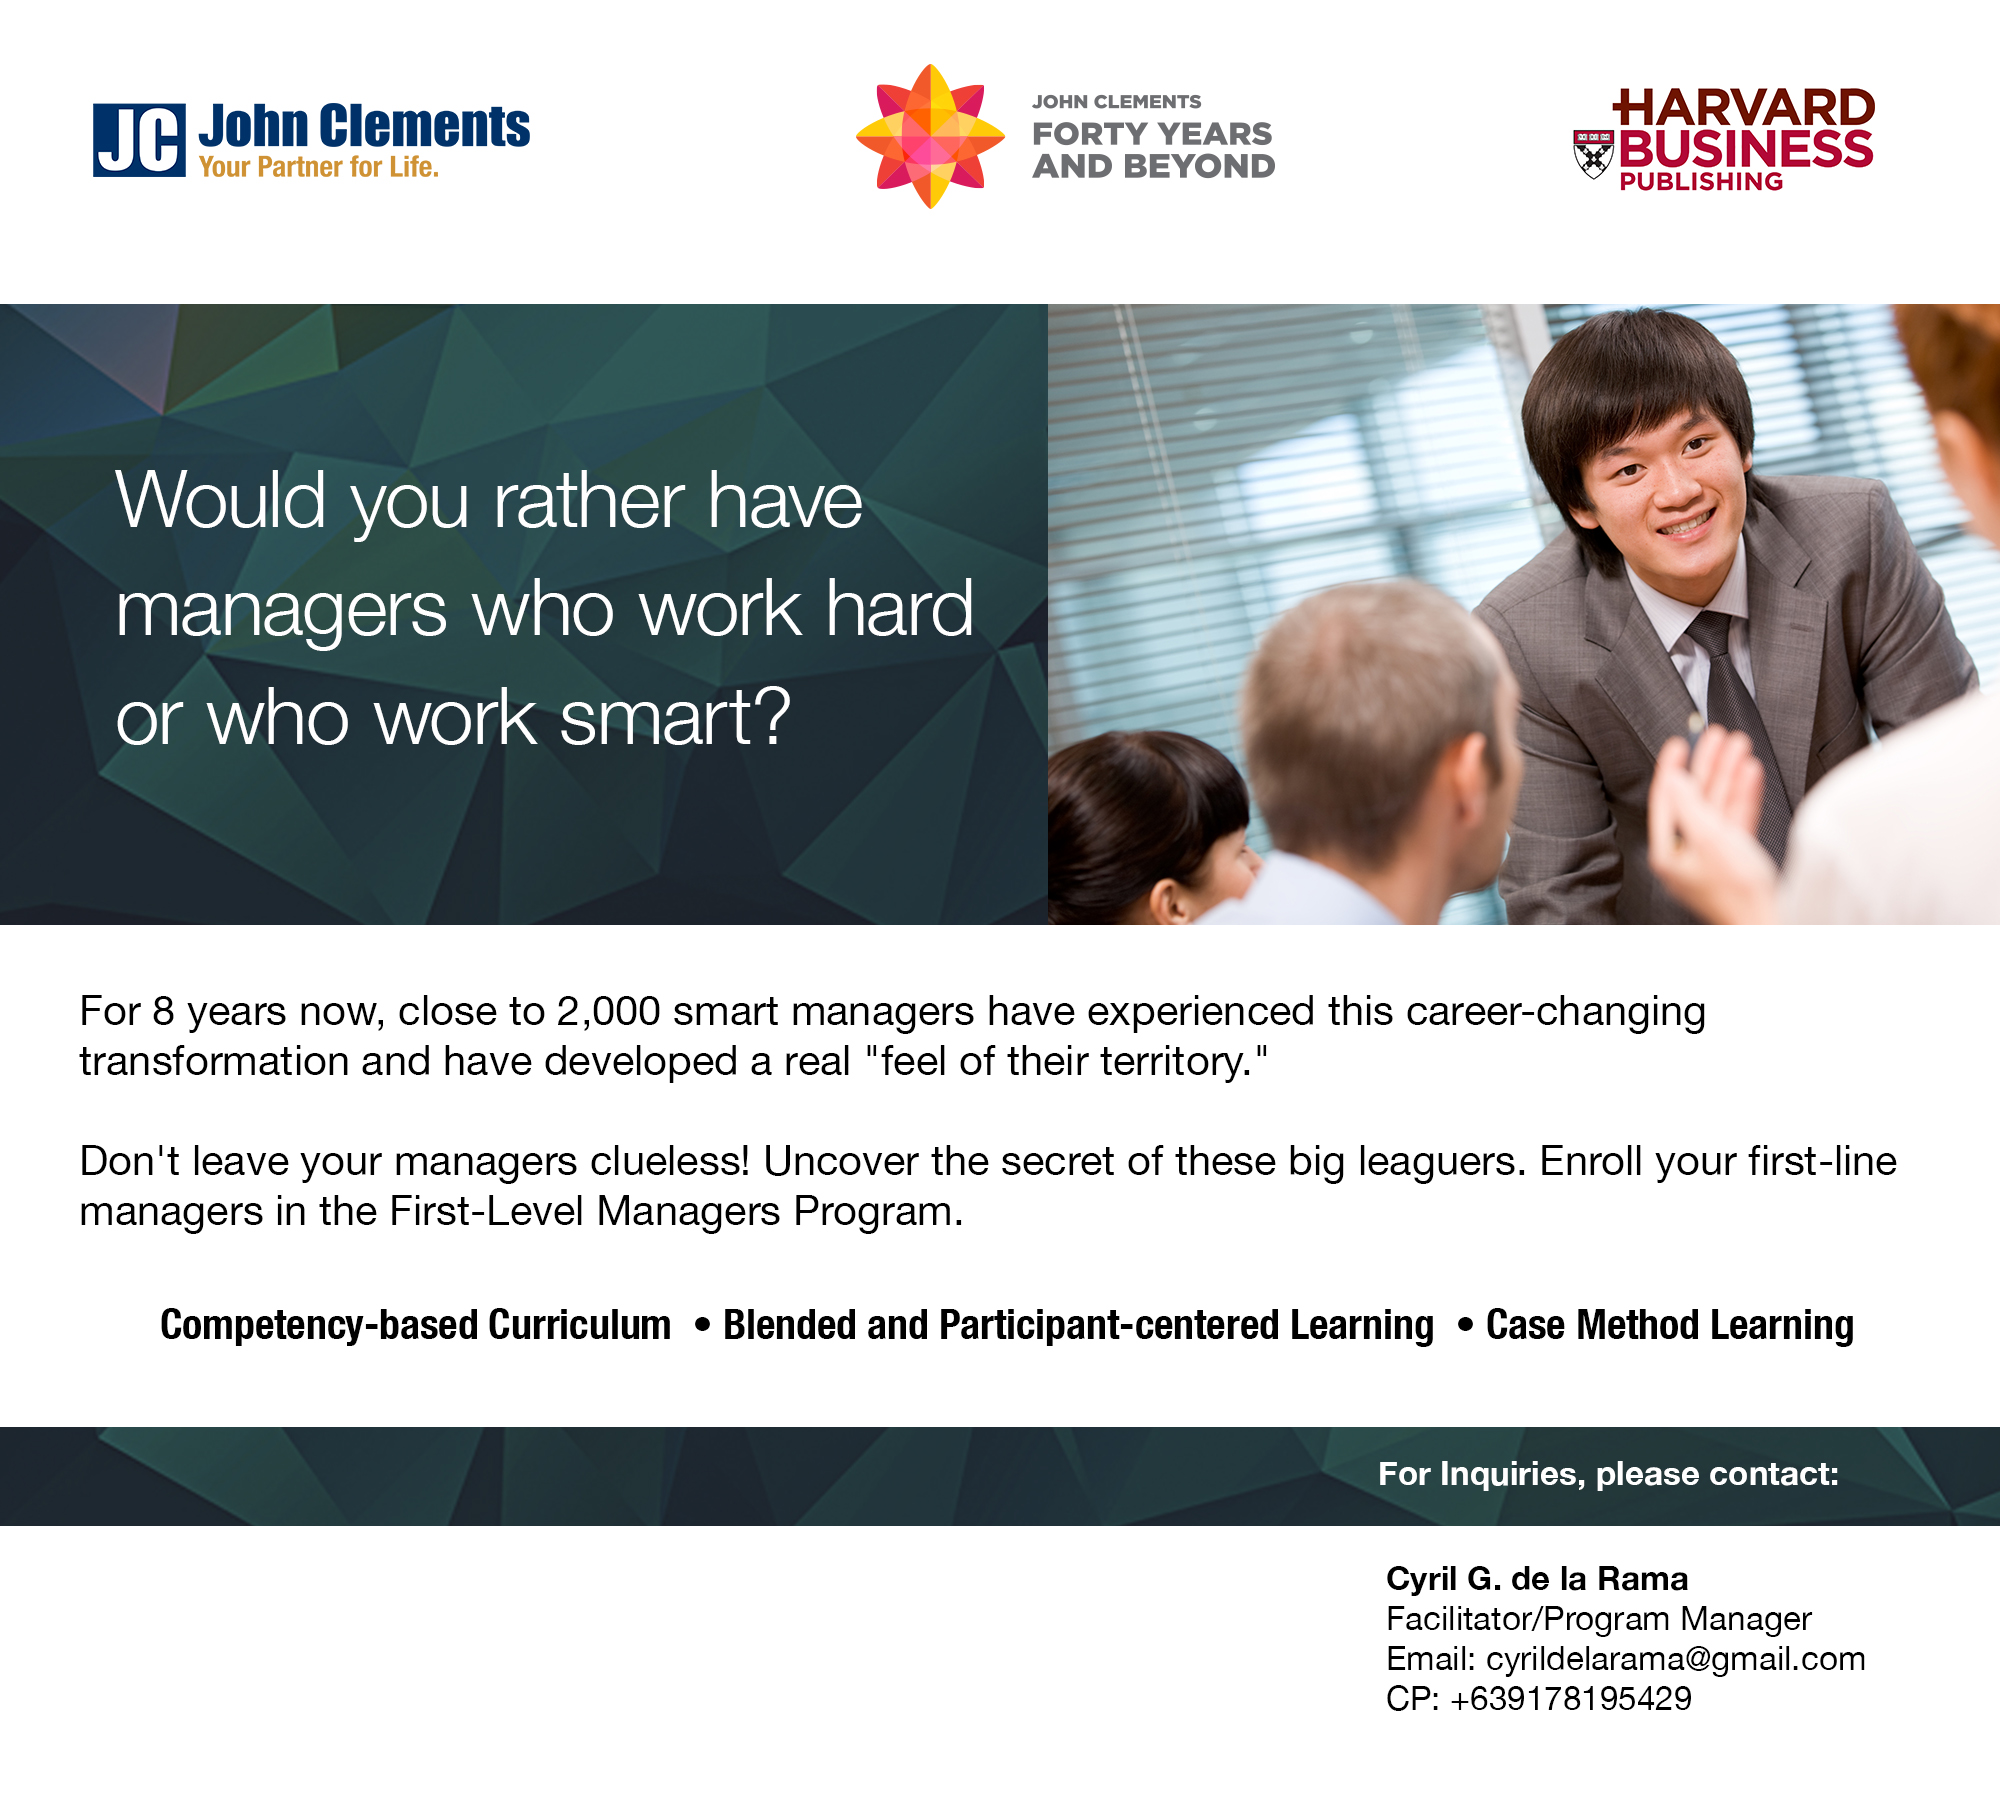 JC John Clements
Your Partner for Life.
JOHN CLEMENTS
FORTY YEARS
AND BEYOND
HARVARD
BUSINESS
PUBLISHING
Would you rather have
managers who work hard
or who work smart?
For 8 years now, close to 2,000 smart managers have experienced this career-changing
transformation and have developed a real "feel of their territory."
Don't leave your managers clueless! Uncover the secret of these big leaguers. Enroll your first-line
managers in the First-Level Managers Program.
Competency-based Curriculum • Blended and Participant-centered Learning • Case Method Learning
For Inquiries, please contact:
Cyril G. de la Rama
Facilitator/Program Manager
Email: cyrildelarama@gmail.com
CP: +639178195429